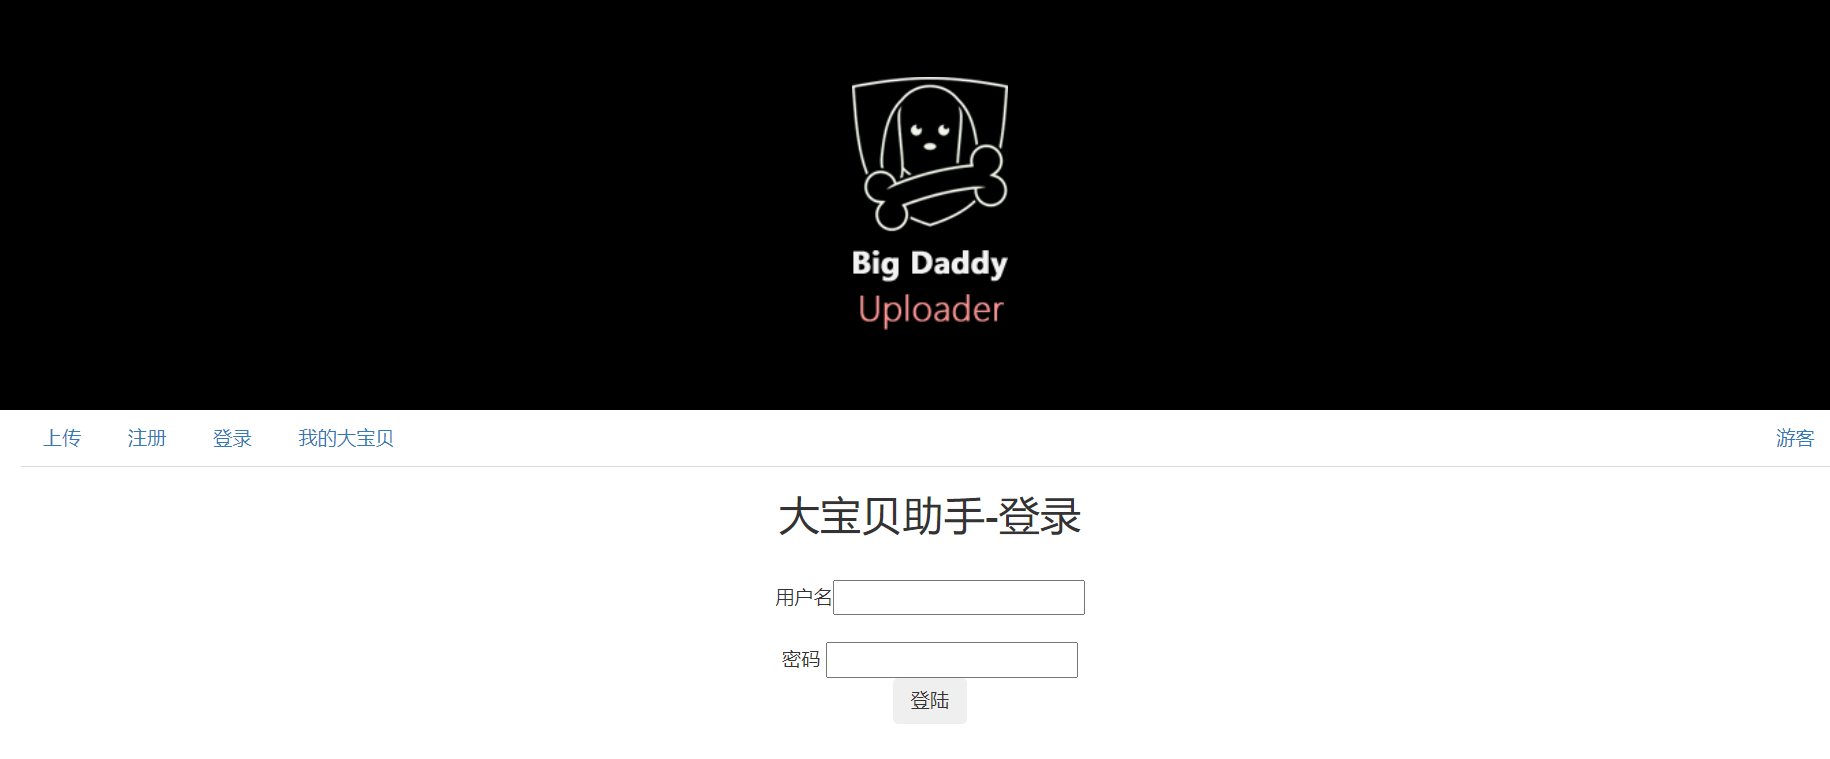 Big Daddy
Uploader
上传 注册 登录 我的大宝贝 游客
大宝贝助手-登录
用户名
密码
登陆